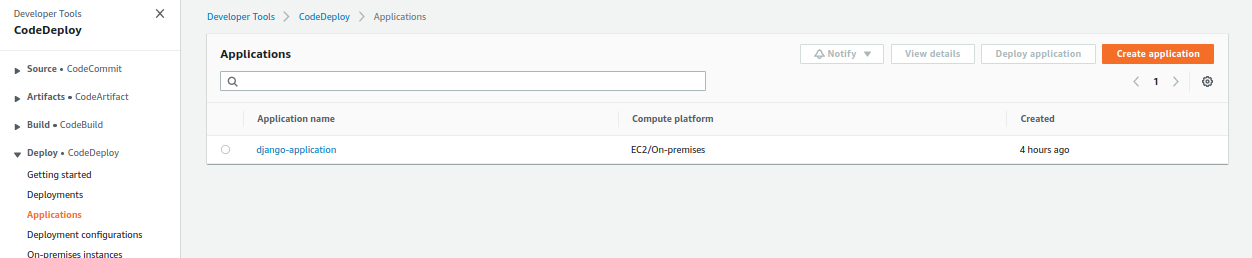 Developer Tools
CodeDeploy
Source • CodeCommit
Artifacts • CodeArtifact
Build • CodeBuild
Deploy • CodeDeploy
Getting started
Deployments
Applications
Deployment configurations
On-premises instances
Developer Tools > CodeDeploy > Applications
Applications
Notify
View details
Deploy application
Create application
1
Application name Compute platform Created
django-application EC2/On-premises 4 hours ago